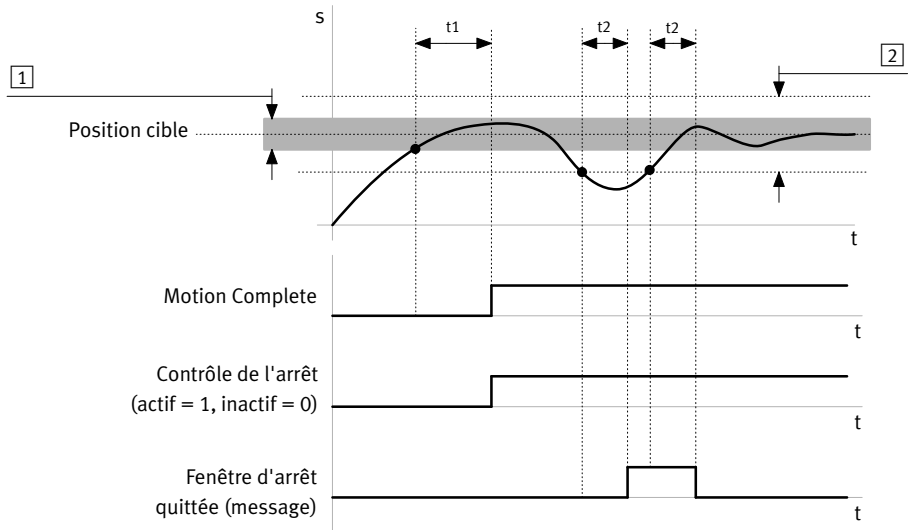 s
t1
t2
t2
1
2
Position cible
t
Motion Complete
t
Contrôle de l'arrêt
(actif = 1, inactif = 0)
t
Fenêtre d'arrêt
quittée (message)
t